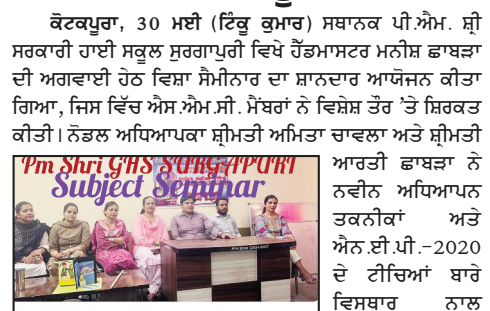 ਕੋਟਕਪੂਰਾ, 30 ਮਈ (ਟਿੰਕੂ ਕੁਮਾਰ) ਸਥਾਨਕ ਪੀ.ਐਮ. ਸ਼੍ਰੀ
ਸਰਕਾਰੀ ਹਾਈ ਸਕੂਲ ਸੁਰਗਾਪੁਰੀ ਵਿਖੇ ਹੈੱਡਮਾਸਟਰ ਮਨੀਸ਼ ਛਾਬੜਾ
ਦੀ ਅਗਵਾਈ ਹੇਠ ਵਿਸ਼ਾ ਸੈਮੀਨਾਰ ਦਾ ਸ਼ਾਨਦਾਰ ਆਯੋਜਨ ਕੀਤਾ
ਗਿਆ, ਜਿਸ ਵਿੱਚ ਐਸ.ਐਮ.ਸੀ. ਮੈਂਬਰਾਂ ਨੇ ਵਿਸ਼ੇਸ਼ ਤੌਰ 'ਤੇ ਸ਼ਿਰਕਤ
ਕੀਤੀ। ਨੋਡਲ ਅਧਿਆਪਕਾ ਸ਼੍ਰੀਮਤੀ ਅਮਿਤਾ ਚਾਵਲਾ ਅਤੇ ਸ਼੍ਰੀਮਤੀ
Pm Shri GHS SURGAPURI
Subject Seminar
ਆਰਤੀ ਛਾਬੜਾ ਨੇ
ਨਵੀਨ ਅਧਿਆਪਨ
ਤਕਨੀਕਾਂ ਅਤੇ
ਐਨ.ਈ.ਪੀ.-2020
ਦੇ ਟੀਚਿਆਂ ਬਾਰੇ
ਵਿਸਥਾਰ ਨਾਲ